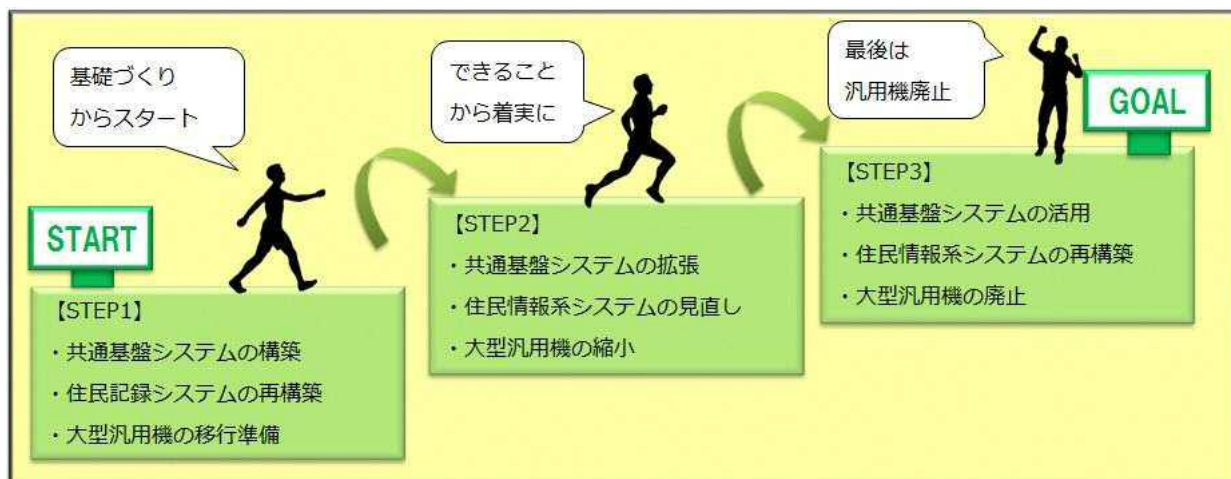 START
基礎づくり
からスタート
【STEP1】
・共通基盤システムの構築
・住民記録システムの再構築
・大型汎用機の移行準備
できること
から着実に
【STEP2】
・共通基盤システムの拡張
・住民情報系システムの見直し
・大型汎用機の縮小
最後は
汎用機廃止
GOAL
【STEP3】
・共通基盤システムの活用
・住民情報系システムの再構築
・大型汎用機の廃止